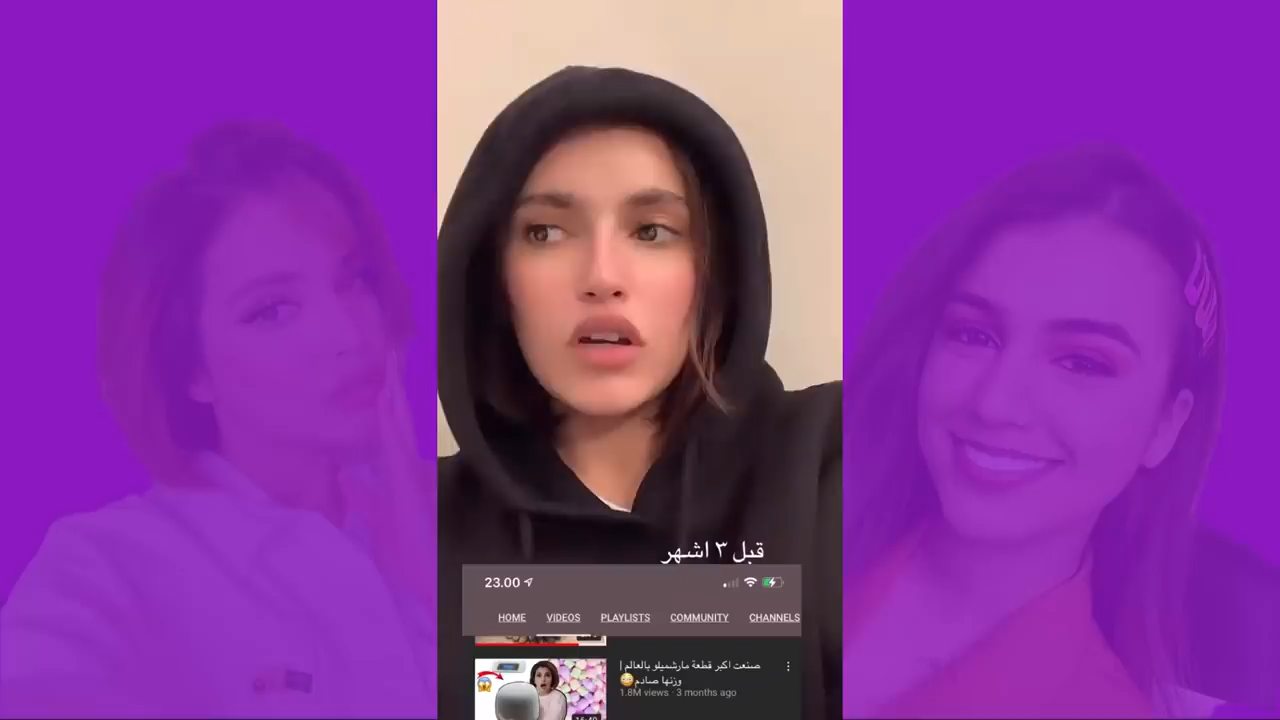 قبل ٣ اشهر
23.00
HOME VIDEOS PLAYLISTS COMMUNITY CHANNELS
صنعت اكبر قطعة مارشميلو بالعالم |
وزنها صادم
1.8M views · 3 months ago